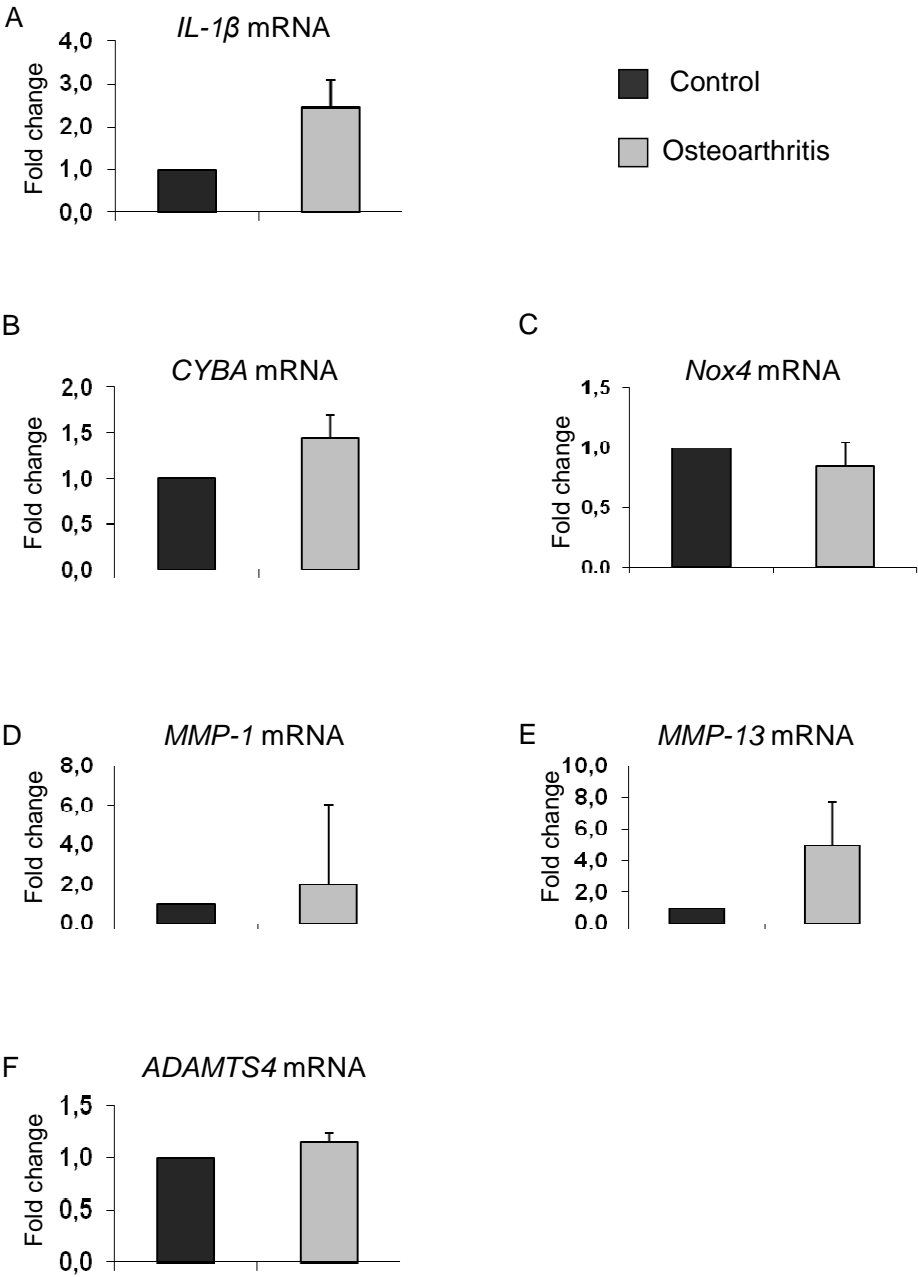 A
IL-1β mRNA
Fold change
4,0
3,0
2,0
1,0
0,0
Control
Osteoarthritis
B
CYBA mRNA
Fold change
2,0
1,5
1,0
0,5
0,0
C
Nox4 mRNA
Fold change
1,5
1,0
0,5
0,0
D
MMP-1 mRNA
Fold change
8,0
6,0
4,0
2,0
0,0
E
MMP-13 mRNA
Fold change
10,0
8,0
6,0
4,0
2,0
0,0
F
ADAMTS4 mRNA
Fold change
1,5
1,0
0,5
0,0